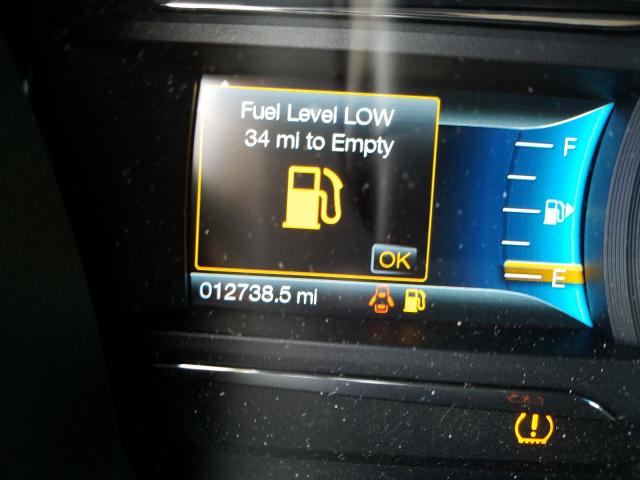 Fuel Level LOW
34 mi to Empty
OK
F
E
012738.5 mi